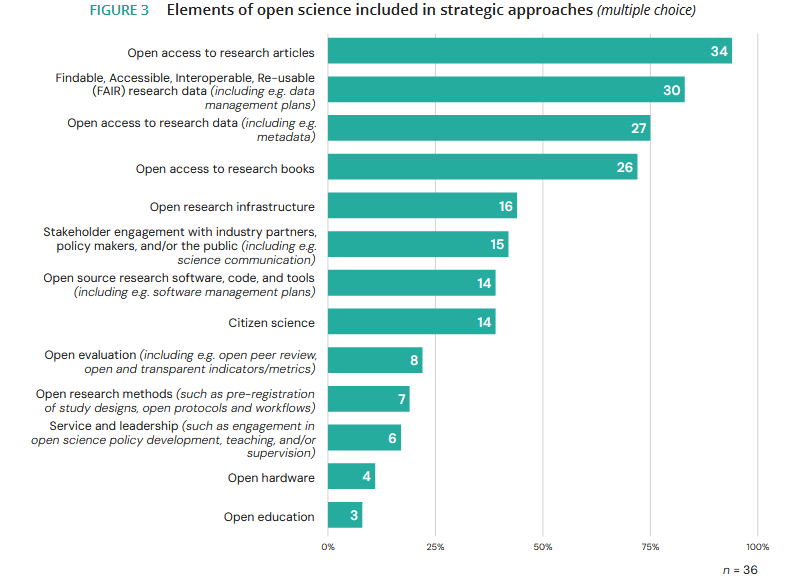 FIGURE 3 Elements of open science included in strategic approaches (multiple choice)
Open access to research articles
34
Findable, Accessible, Interoperable, Re-usable
(FAIR) research data (including e.g. data
management plans)
30
Open access to research data (including e.g.
metadata)
27
Open access to research books
26
Open research infrastructure
16
Stakeholder engagement with industry partners,
policy makers, and/or the public (including e.g.
science communication)
15
Open source research software, code, and tools
(including e.g. software management plans)
14
Citizen science
14
Open evaluation (including e.g. open peer review,
open and transparent indicators/metrics)
8
Open research methods (such as pre-registration
of study designs, open protocols and workflows)
7
Service and leadership (such as engagement in
open science policy development, teaching, and/or
supervision)
6
Open hardware
4
Open education
3
0% 25% 50% 75% 100%
n = 36